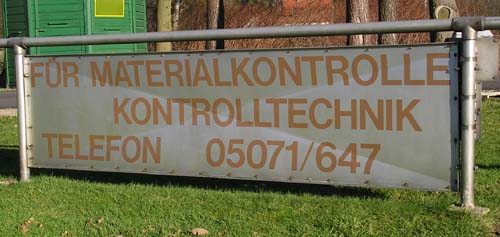 FÜR MATERIALKONTROLLE
KONTROLLTECHNIK
TELEFON 05071/647